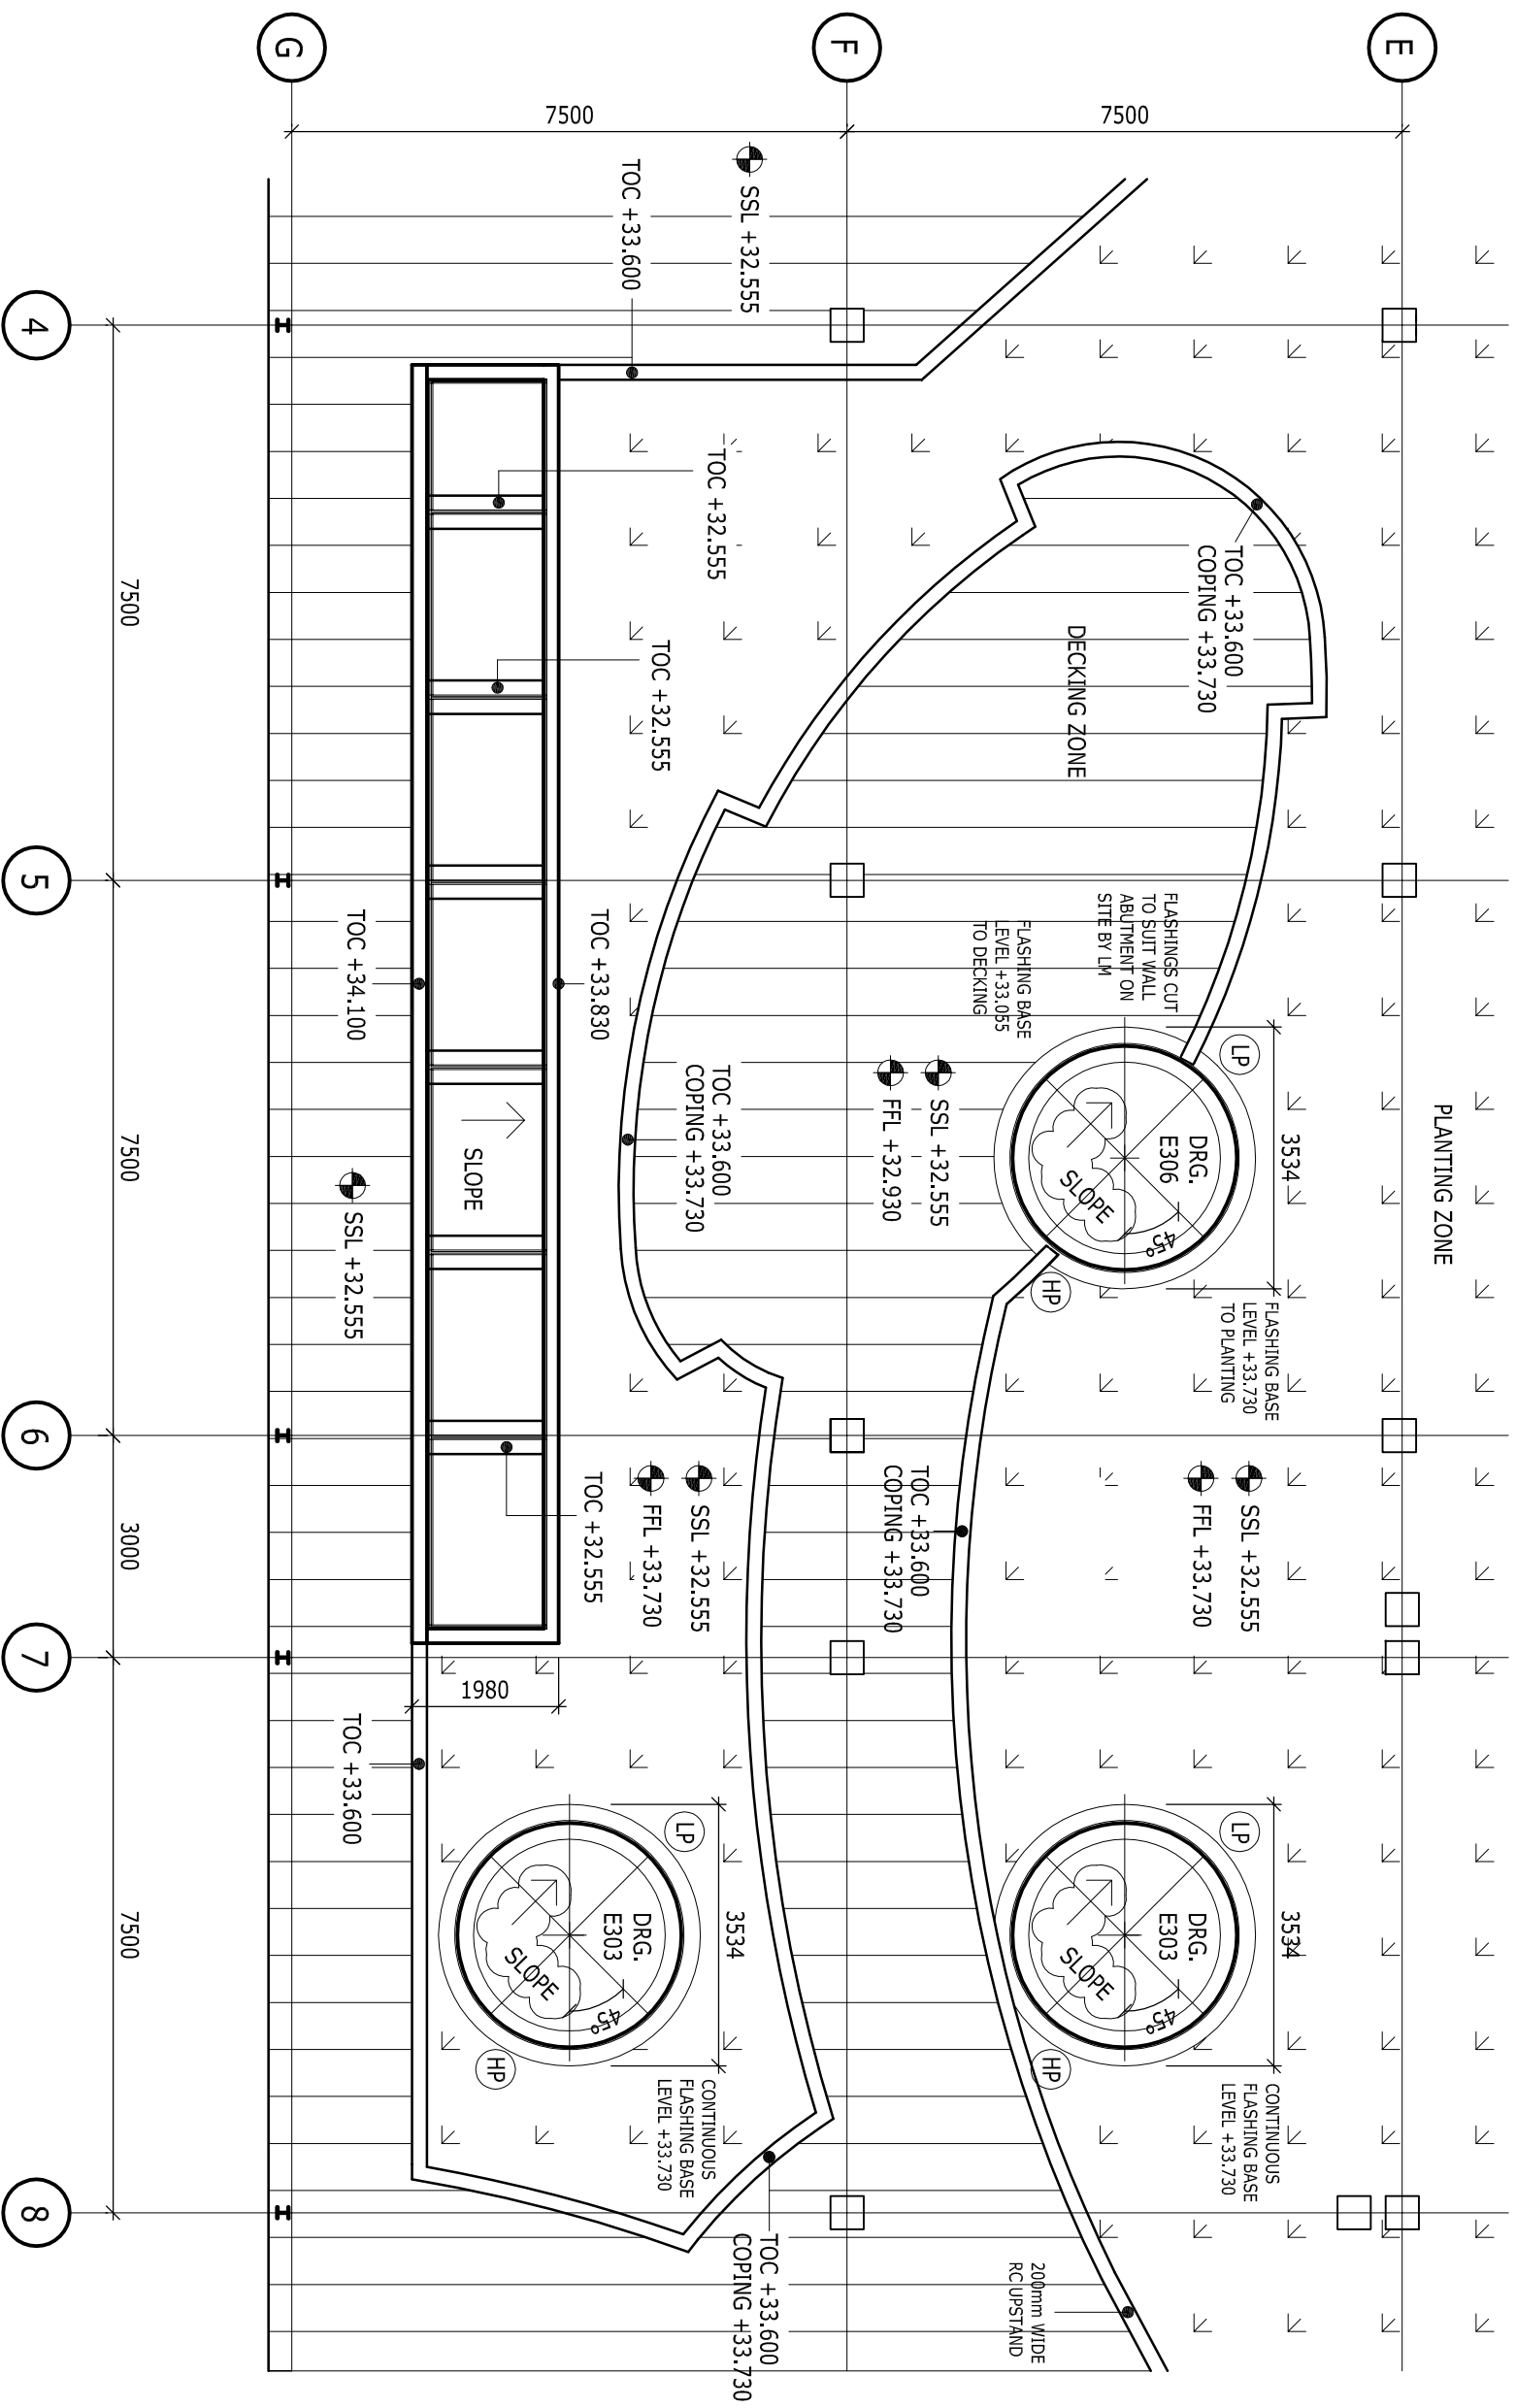 G
F
E
7500
7500
4
5
6
7
8
7500
7500
3000
7500
SSL +32.555
TOC +33.600
TOC +32.555
TOC +32.555
TOC +33.600
COPING +33.730
DECKING ZONE
PLANTING ZONE
FLASHINGS CUT
TO SUIT WALL
ABUTMENT ON
SITE BY LM
FLASHING BASE
LEVEL +33.055
TO DECKING
TOC +33.830
TOC +34.100
SLOPE
SSL +32.555
TOC +33.600
COPING +33.730
SSL +32.555
FFL +32.930
LP
3534
DRG.
E306
SLOPE
45°
HP
FLASHING BASE
LEVEL +33.730
TO PLANTING
SSL +32.555
FFL +33.730
TOC +33.600
COPING +33.730
SSL +32.555
FFL +33.730
TOC +32.555
1980
TOC +33.600
LP
3534
DRG.
E303
SLOPE
45°
HP
CONTINUOUS
FLASHING BASE
LEVEL +33.730
LP
3534
DRG.
E303
SLOPE
45°
HP
CONTINUOUS
FLASHING BASE
LEVEL +33.730
TOC +33.600
COPING +33.730
200mm WIDE
RC UPSTAND